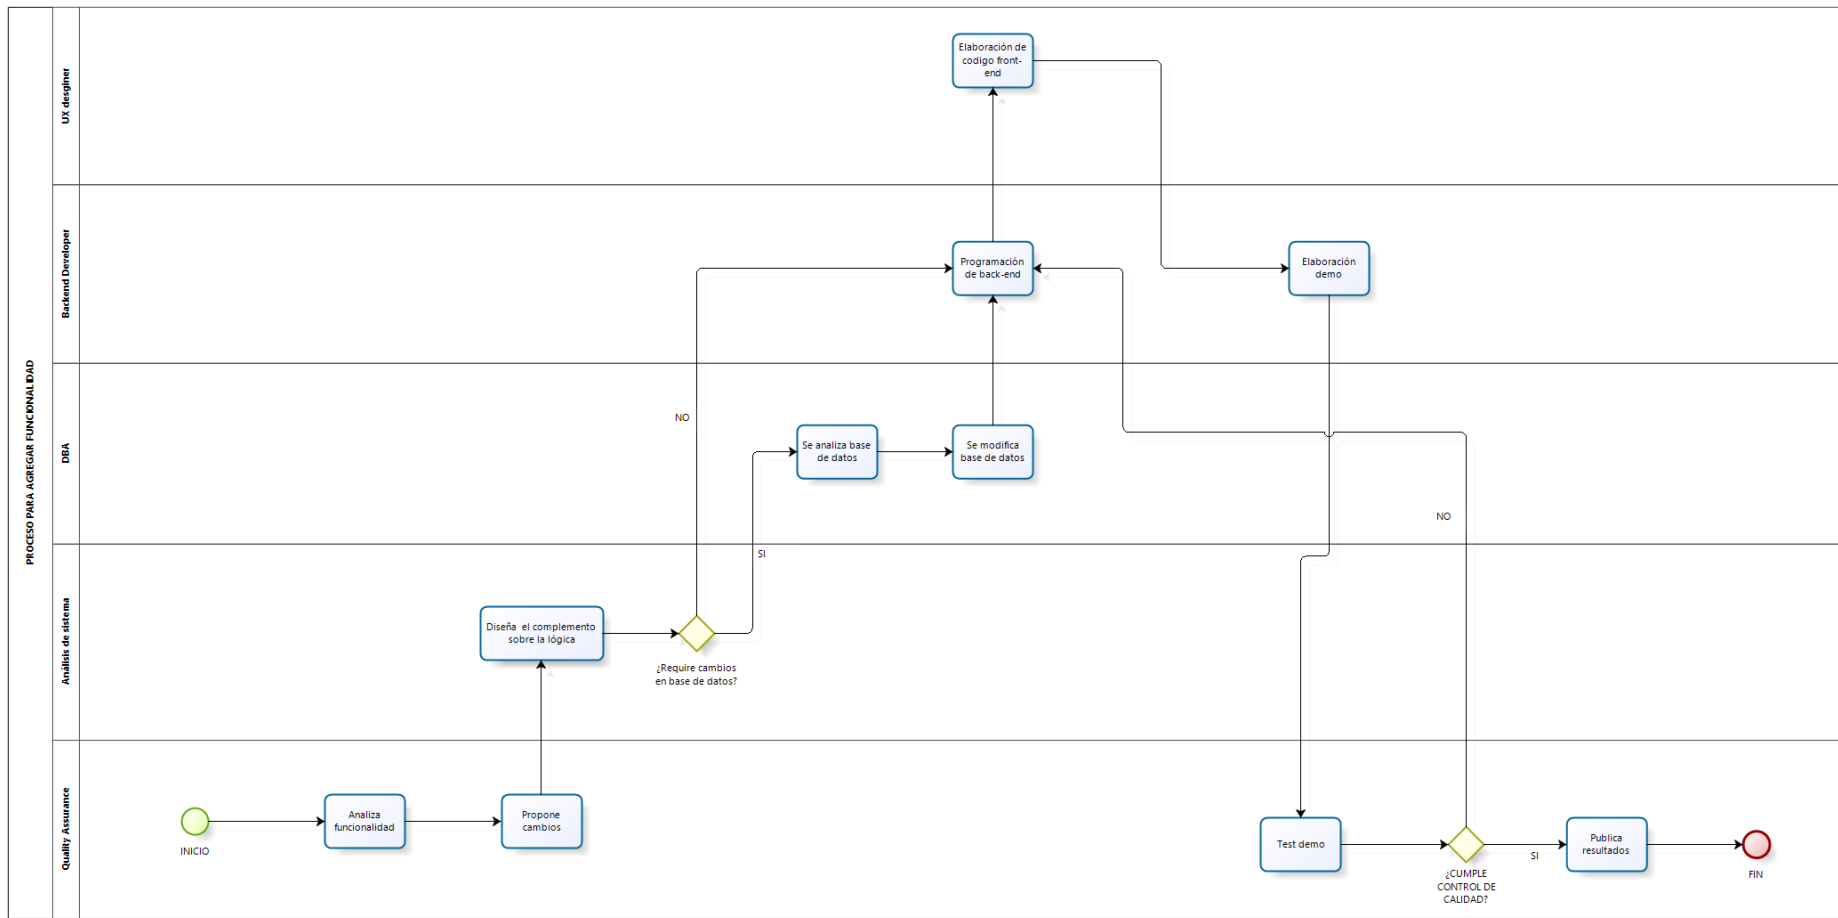 PROCESO PARA AGREGAR FUNCIONALIDAD
UX desginer
Elaboración de
codigo front-
end
Backend Developer
Programación
de back-end
Elaboración
demo
DBA
NO
Se analiza base
de datos
Se modifica
base de datos
NO
SI
Análisis de sistema
Diseña el complemento
sobre la lógica
¿Require cambios
en base de datos?
Quality Assurance
INICIO
Analiza
funcionalidad
Propone
cambios
Test demo
¿CUMPLE
CONTROL DE
CALIDAD?
SI
Publica
resultados
FIN